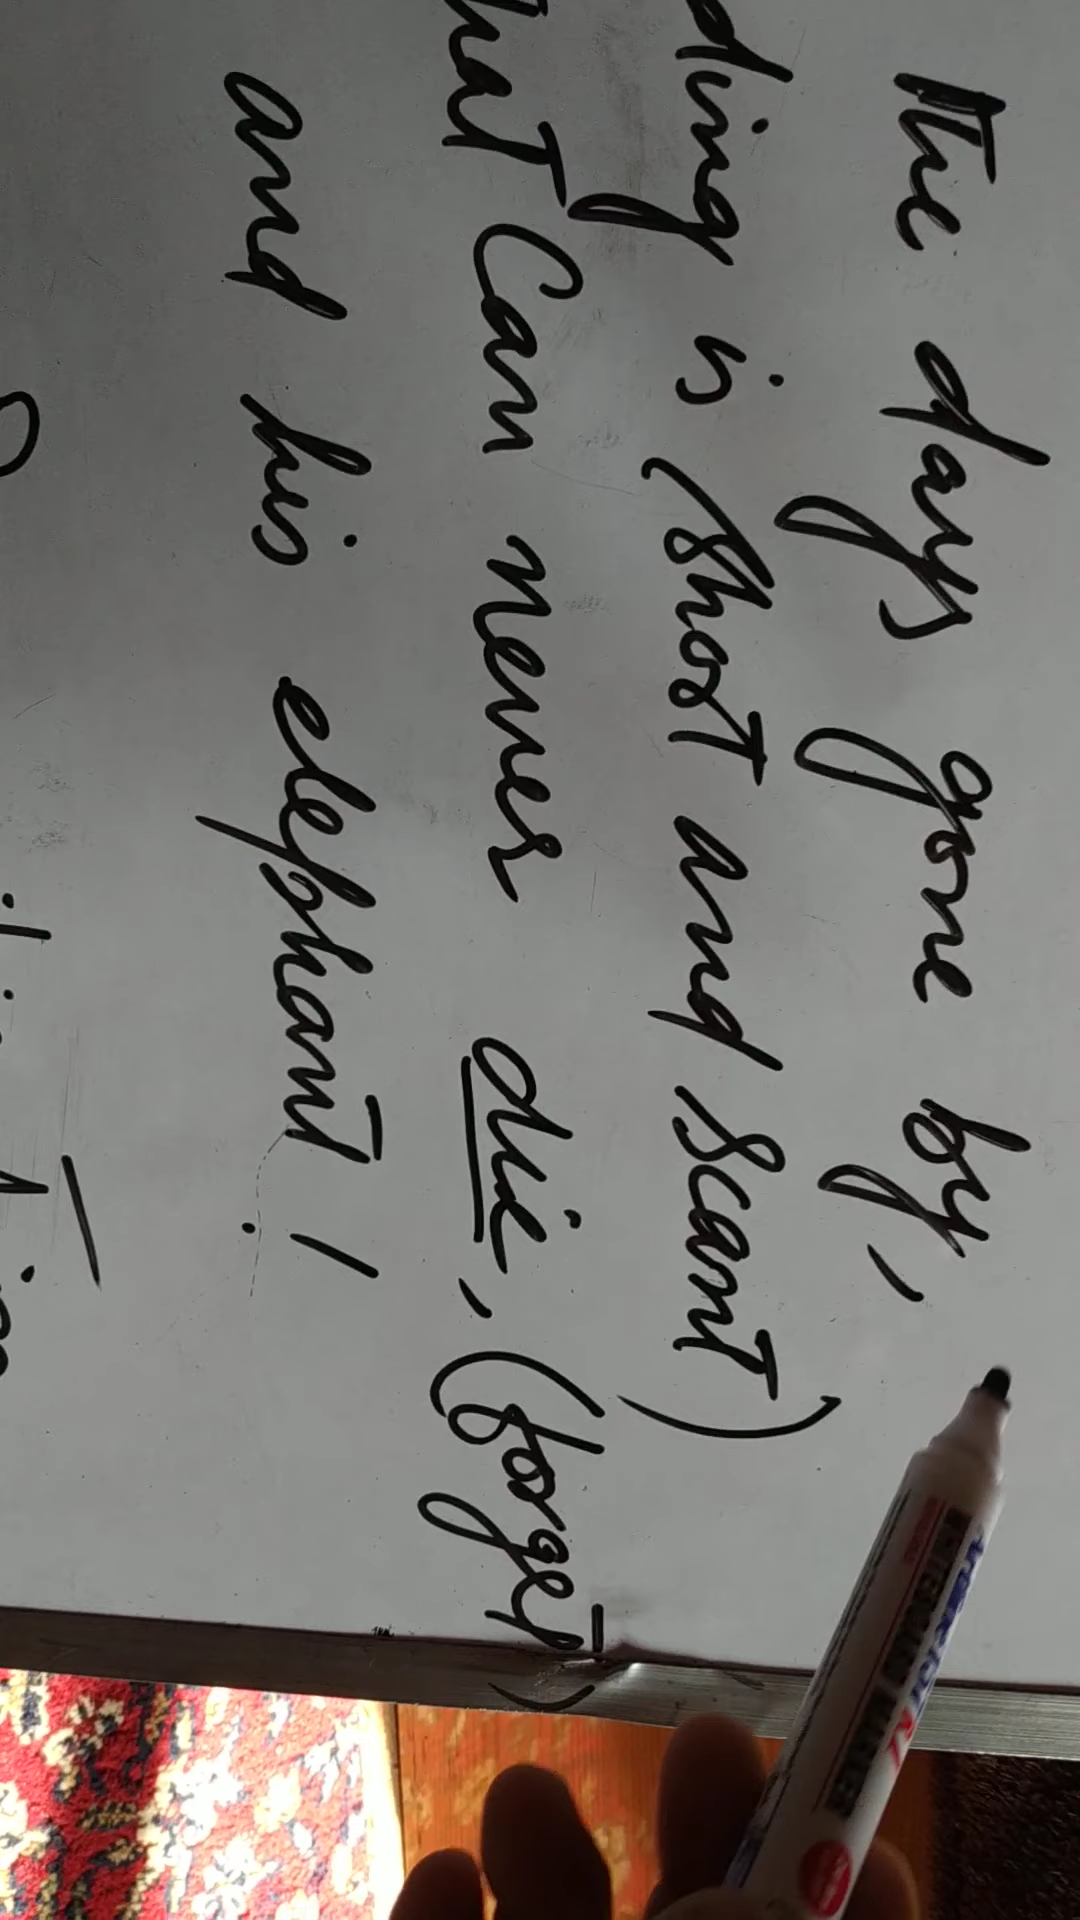 The days gone by,
ding is short and scant)
hat Can never die, (forget)
and his elephant!